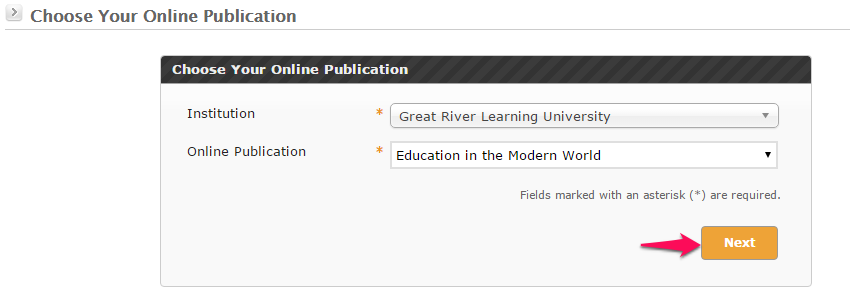 Choose Your Online Publication
Choose Your Online Publication
Institution * Great River Learning University
Online Publication * Education in the Modern World
Fields marked with an asterisk (*) are required.
Next